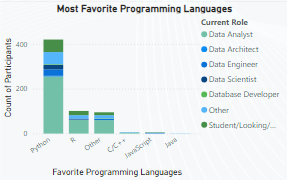 Most Favorite Programming Languages
Current Role
Data Analyst
Data Architect
Data Engineer
Data Scientist
Database Developer
Other
Student/Looking/...
Count of Participants
400
200
0
Python
R
Other
C/C++
JavaScript
Java
Favorite Programming Languages